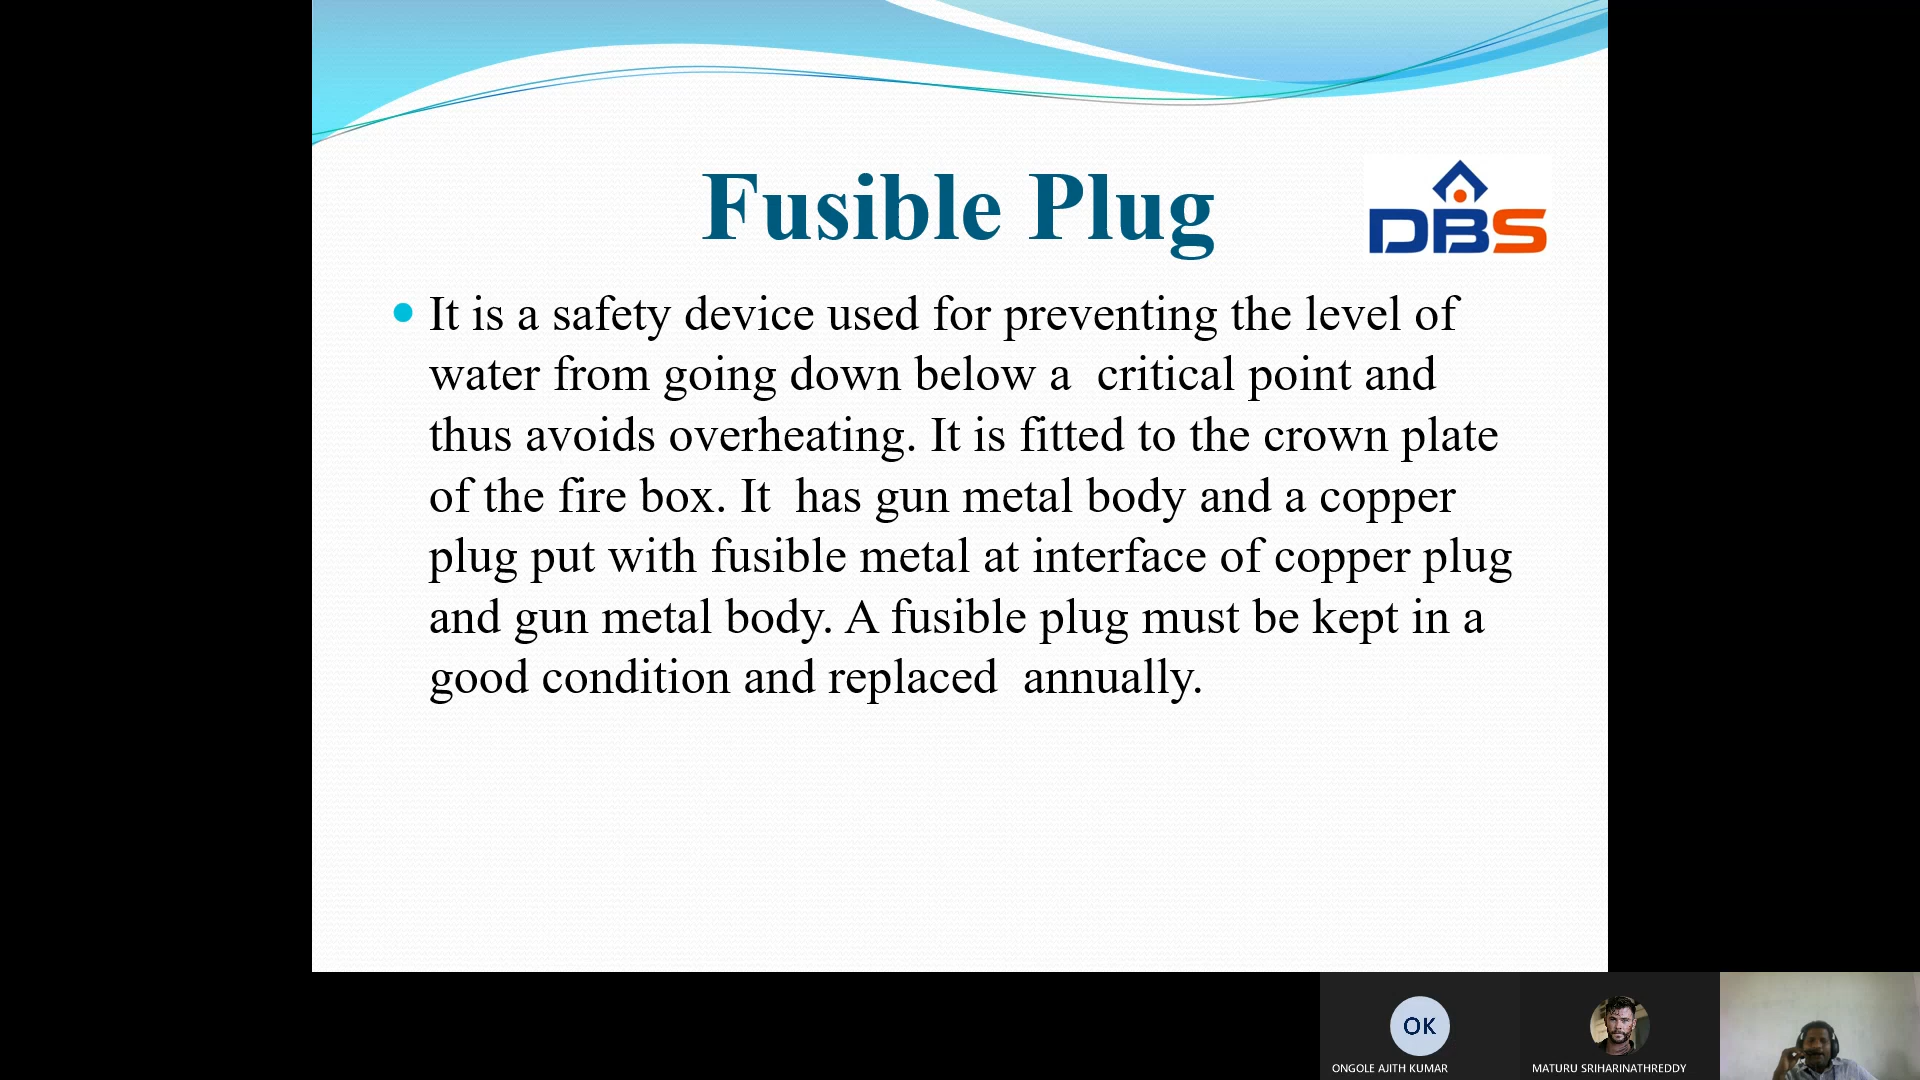 Fusible Plug
DBS
It is a safety device used for preventing the level of
water from going down below a  critical point and
thus avoids overheating. It is fitted to the crown plate
of the fire box. It  has gun metal body and a copper
plug put with fusible metal at interface of copper plug
and gun metal body. A fusible plug must be kept in a
good condition and replaced  annually.
OK
ONGOLE AJITH KUMAR
MATURU SRIHARINATHREDDY